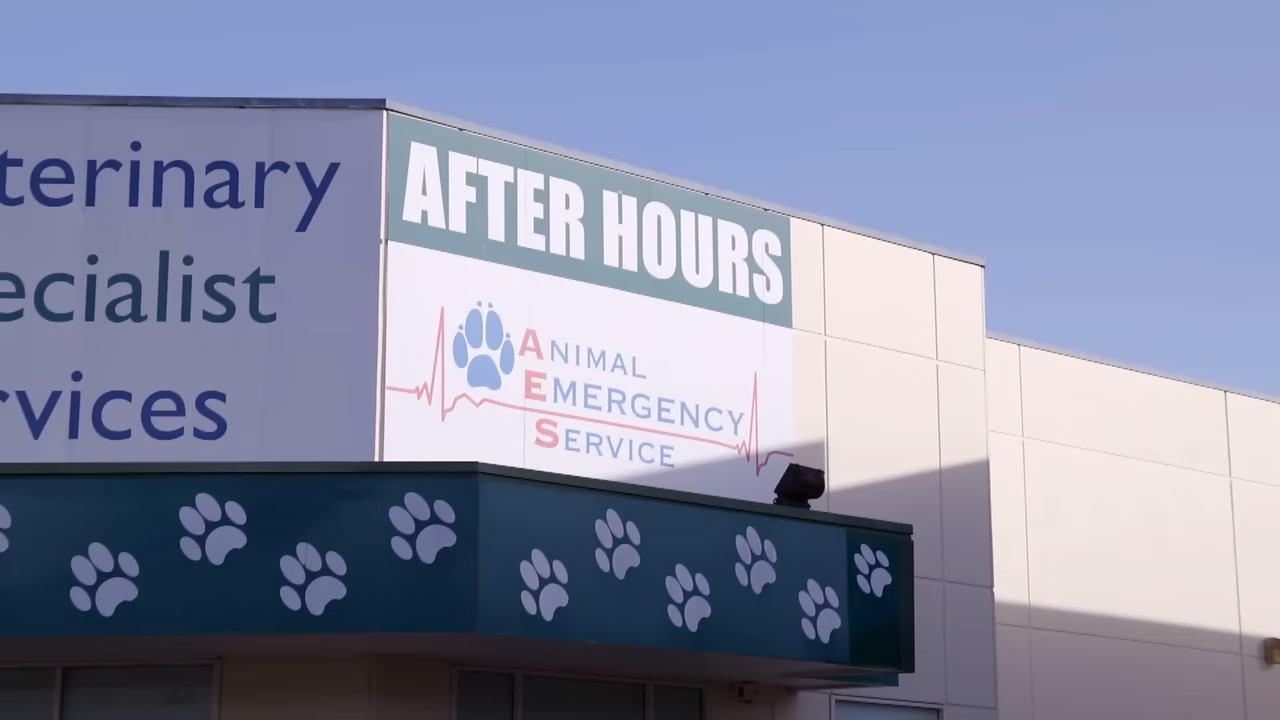 terinary
ecialist
rvices
AFTER HOURS
ANIMAL
EMERGENCY
SERVICE